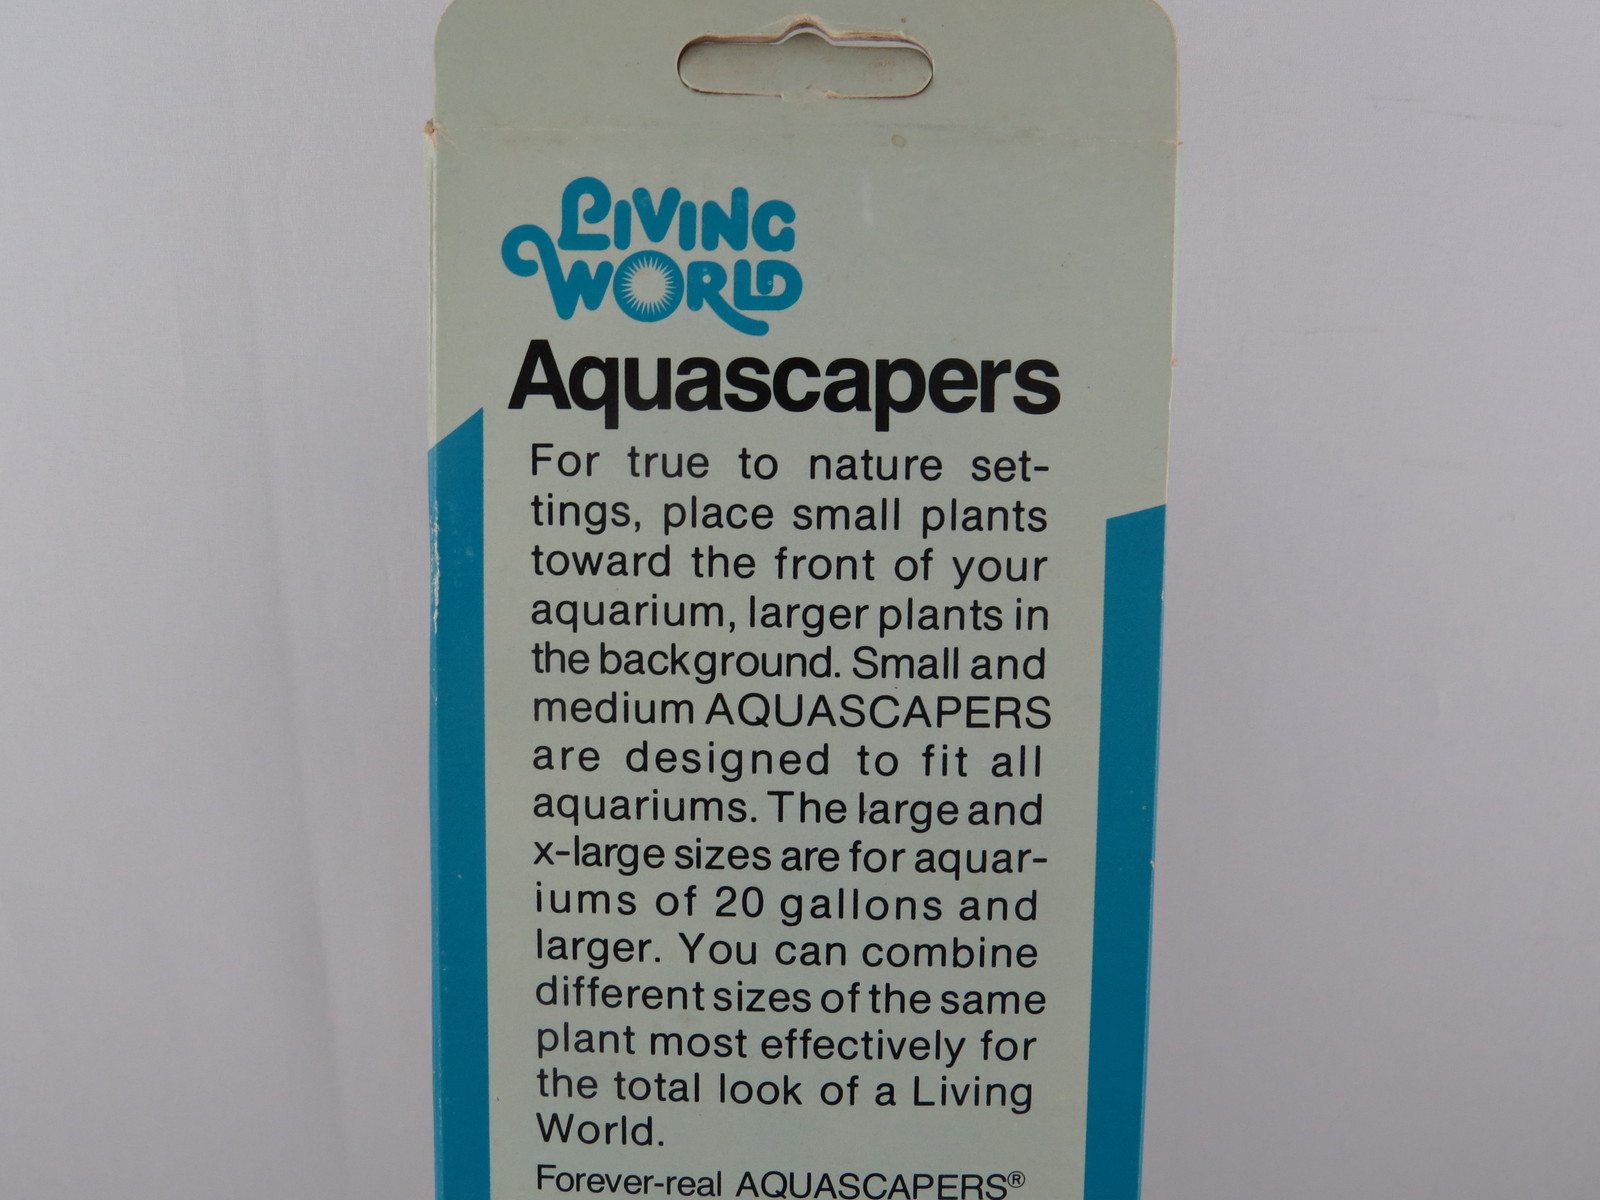 LIVING
WORLD
Aquascapers
For true to nature set-
tings, place small plants
toward the front of your
aquarium, larger plants in
the background. Small and
medium AQUASCAPERS
are designed to fit all
aquariums. The large and
x-large sizes are for aquar-
iums of 20 gallons and
larger. You can combine
different sizes of the same
plant most effectively for
the total look of a Living
World.
Forever-real AQUASCAPERS®